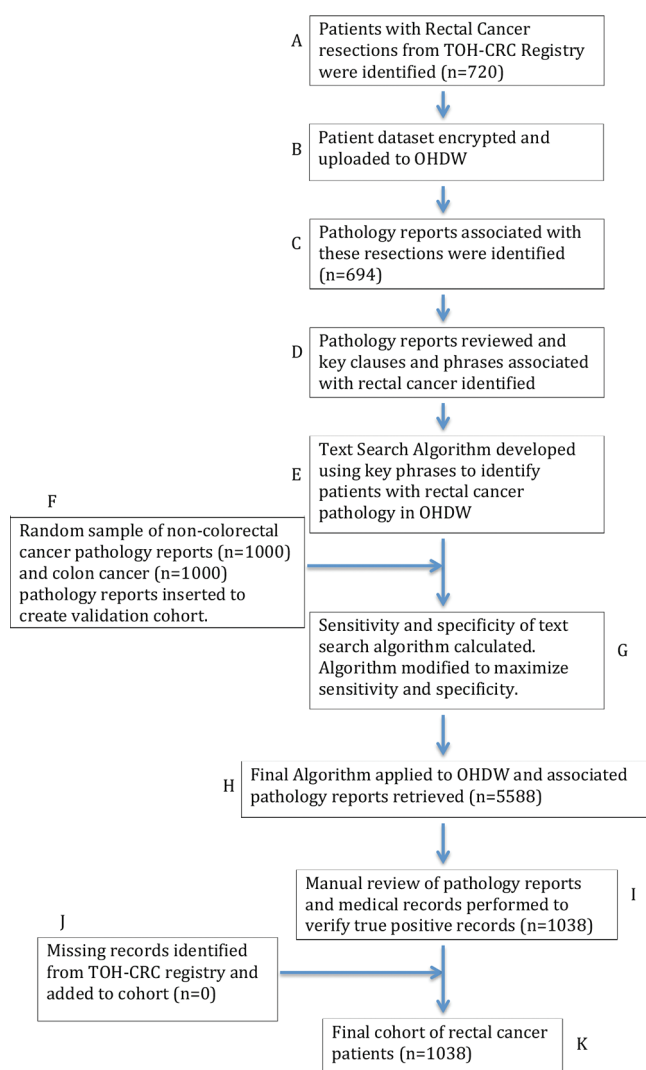 A
Patients with Rectal Cancer
resections from TOH-CRC Registry
were identified (n=720)
B
Patient dataset encrypted and
uploaded to OHDW
C
Pathology reports associated with
these resections were identified
(n=694)
D
Pathology reports reviewed and
key clauses and phrases associated
with rectal cancer identified
E
Text Search Algorithm developed
using key phrases to identify
patients with rectal cancer
pathology in OHDW
F
Random sample of non-colorectal
cancer pathology reports (n=1000)
and colon cancer (n=1000)
pathology reports inserted to
create validation cohort.
Sensitivity and specificity of text
search algorithm calculated.
Algorithm modified to maximize
sensitivity and specificity.
G
H
Final Algorithm applied to OHDW and associated
pathology reports retrieved (n=5588)
Manual review of pathology reports
and medical records performed to
verify true positive records (n=1038)
I
J
Missing records identified
from TOH-CRC registry and
added to cohort (n=0)
Final cohort of rectal cancer
patients (n=1038)
K